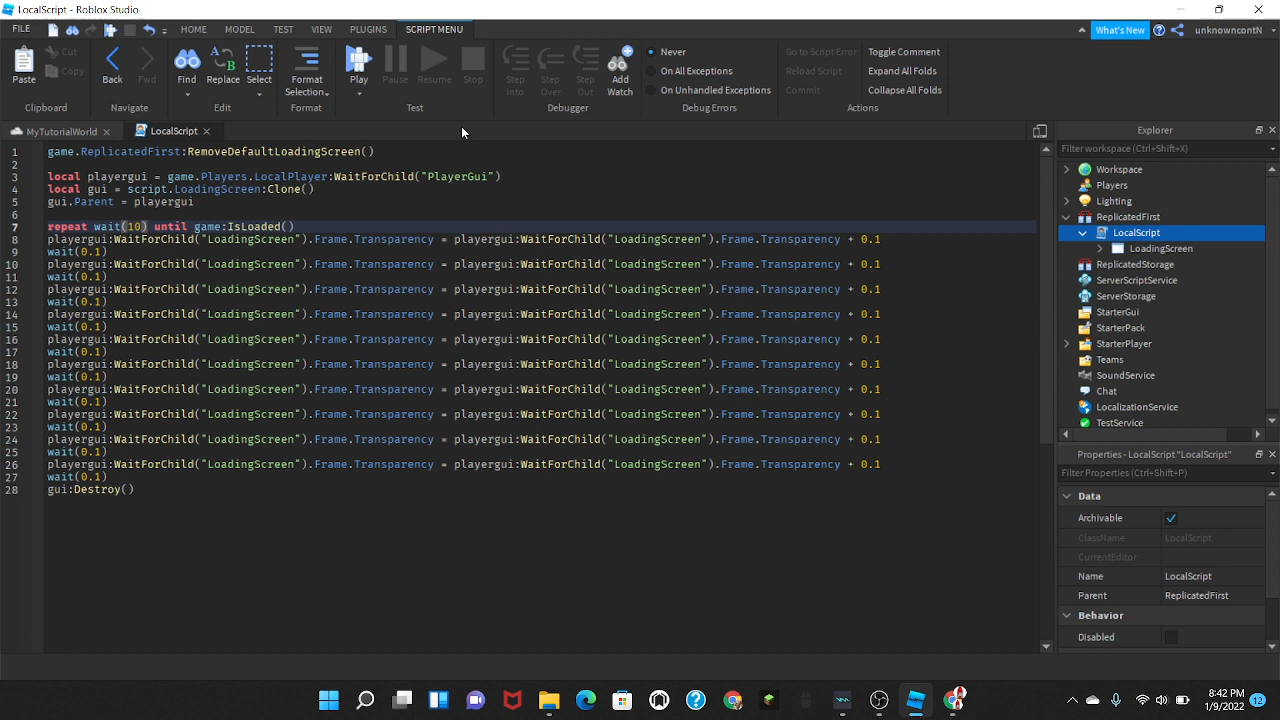 LocalScript - Roblox Studio
FILE HOME MODEL TEST VIEW PLUGINS SCRIPT MENU What's New unknowncontN
Paste Cut Copy Back Fwd Find Replace Select Format Selection Play Pause Resume Stop Step Into Step Over Step Out Add Watch
Never
On All Exceptions
On Unhandled Exceptions
Go to Script Error
Reload Script
Commit
Toggle Comment
Expand All Folds
Collapse All Folds
Clipboard Navigate Edit Format Test Debugger Debug Errors Actions
MyTutorialWorld LocalScript
1 game.ReplicatedFirst:RemoveDefaultLoadingScreen()
2
3 local playergui = game.Players.LocalPlayer:WaitForChild("PlayerGui")
4 local gui = script.LoadingScreen:Clone()
5 gui.Parent = playergui
6
7 repeat wait(10) until game:IsLoaded()
8 playergui:WaitForChild("LoadingScreen").Frame.Transparency = playergui:WaitForChild("LoadingScreen").Frame.Transparency + 0.1
9 wait(0.1)
10 playergui:WaitForChild("LoadingScreen").Frame.Transparency = playergui:WaitForChild("LoadingScreen").Frame.Transparency + 0.1
11 wait(0.1)
12 playergui:WaitForChild("LoadingScreen").Frame.Transparency = playergui:WaitForChild("LoadingScreen").Frame.Transparency + 0.1
13 wait(0.1)
14 playergui:WaitForChild("LoadingScreen").Frame.Transparency = playergui:WaitForChild("LoadingScreen").Frame.Transparency + 0.1
15 wait(0.1)
16 playergui:WaitForChild("LoadingScreen").Frame.Transparency = playergui:WaitForChild("LoadingScreen").Frame.Transparency + 0.1
17 wait(0.1)
18 playergui:WaitForChild("LoadingScreen").Frame.Transparency = playergui:WaitForChild("LoadingScreen").Frame.Transparency + 0.1
19 wait(0.1)
20 playergui:WaitForChild("LoadingScreen").Frame.Transparency = playergui:WaitForChild("LoadingScreen").Frame.Transparency + 0.1
21 wait(0.1)
22 playergui:WaitForChild("LoadingScreen").Frame.Transparency = playergui:WaitForChild("LoadingScreen").Frame.Transparency + 0.1
23 wait(0.1)
24 playergui:WaitForChild("LoadingScreen").Frame.Transparency = playergui:WaitForChild("LoadingScreen").Frame.Transparency + 0.1
25 wait(0.1)
26 playergui:WaitForChild("LoadingScreen").Frame.Transparency = playergui:WaitForChild("LoadingScreen").Frame.Transparency + 0.1
27 wait(0.1)
28 gui:Destroy()
Explorer
Filter workspace (Ctrl+Shift+X)
Workspace
Players
Lighting
ReplicatedFirst
LocalScript
LoadingScreen
ReplicatedStorage
ServerScriptService
ServerStorage
StarterGui
StarterPack
StarterPlayer
Teams
SoundService
Chat
LocalizationService
TestService
Properties - LocalScript "LocalScript"
Filter Properties (Ctrl+Shift+P)
Data
Archivable
ClassName LocalScript
CurrentEditor
Name LocalScript
Parent ReplicatedFirst
Behavior
Disabled
8:42 PM
1/9/2022
12